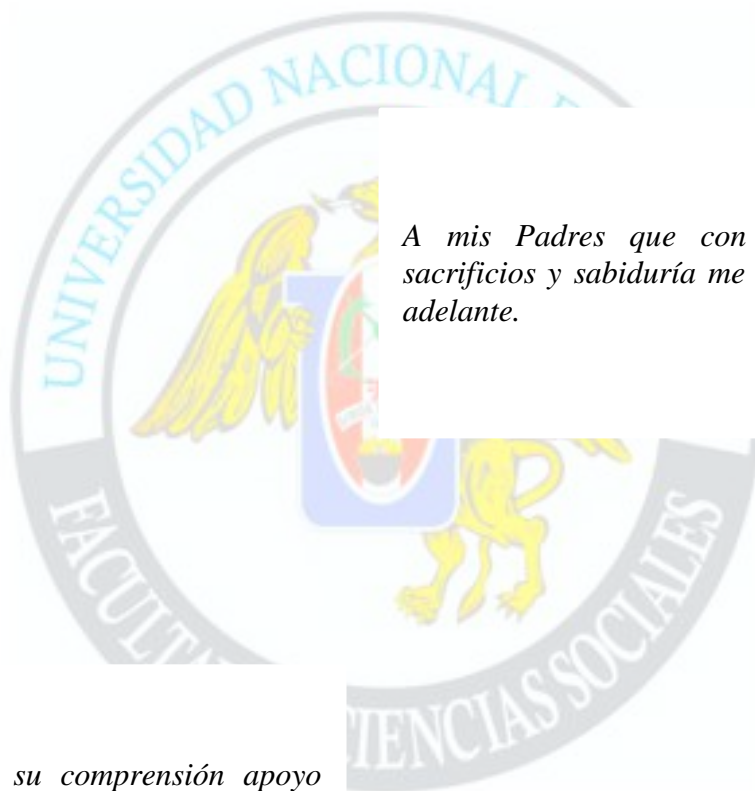 UNIVERSIDAD NACIONAL
A mis Padres que con
sacrificios y sabiduría me
adelante.
su comprensión apoyo
FACULTAD CIENCIAS SOCIALES